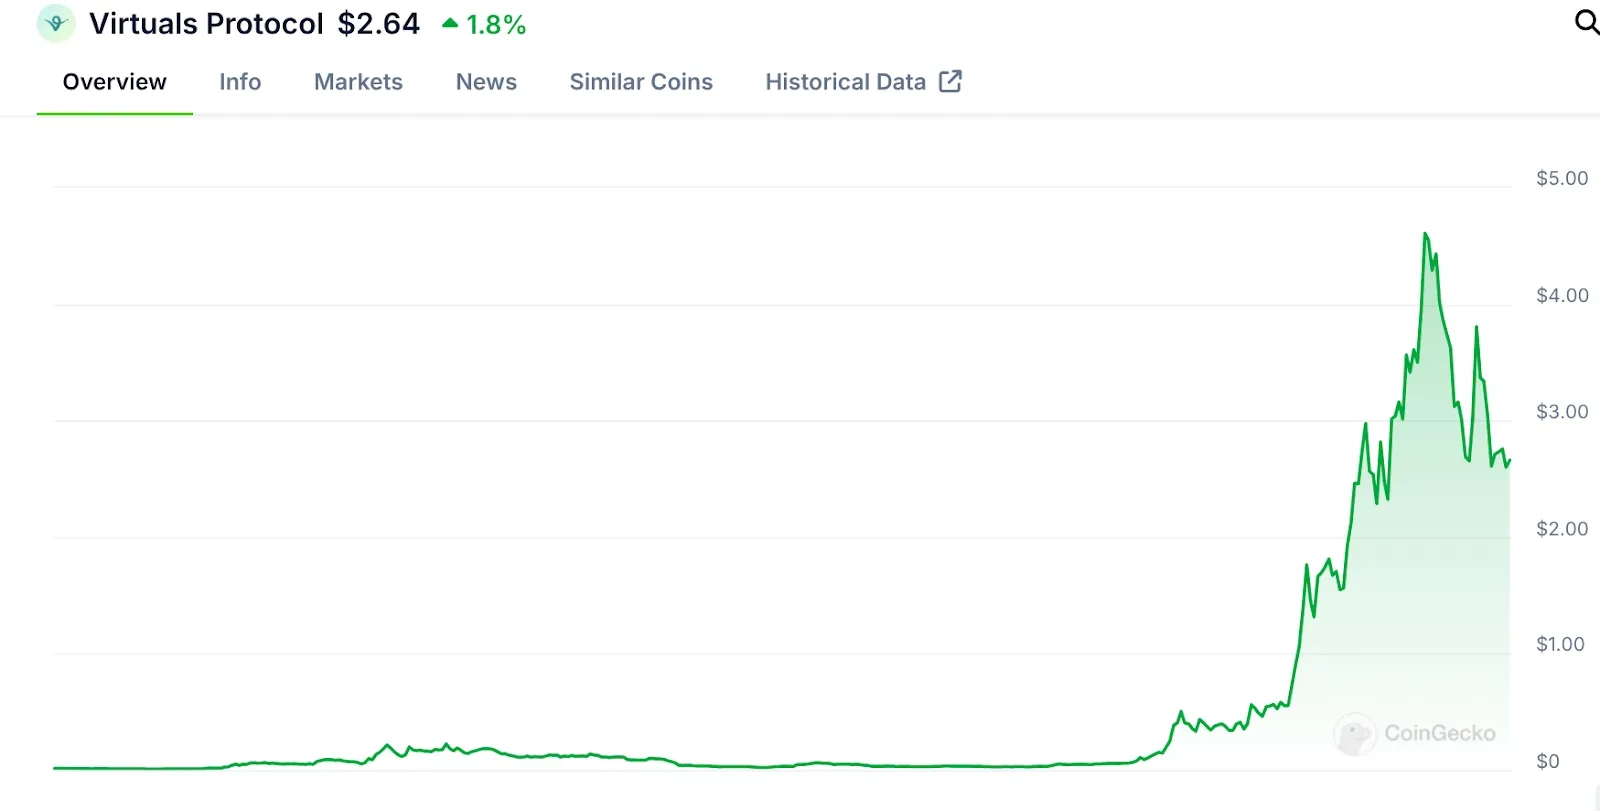 Virtuals Protocol $2.64 ▲ 1.8%
Overview Info Markets News Similar Coins Historical Data
$5.00
$4.00
$3.00
$2.00
$1.00
CoinGecko
$0